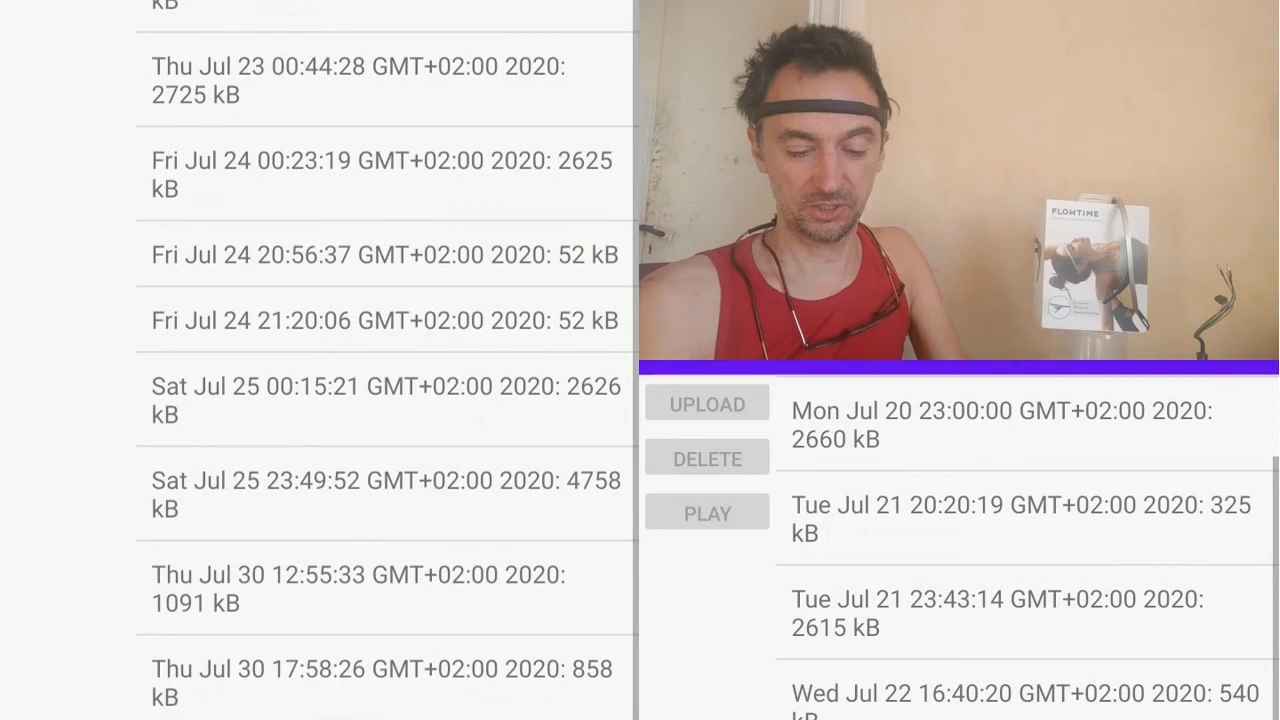 kB
Thu Jul 23 00:44:28 GMT+02:00 2020:
2725 kB
Fri Jul 24 00:23:19 GMT+02:00 2020: 2625
kB
Fri Jul 24 20:56:37 GMT+02:00 2020: 52 kB
Fri Jul 24 21:20:06 GMT+02:00 2020: 52 kB
Sat Jul 25 00:15:21 GMT+02:00 2020: 2626
kB
Sat Jul 25 23:49:52 GMT+02:00 2020: 4758
kB
Thu Jul 30 12:55:33 GMT+02:00 2020:
1091 kB
Thu Jul 30 17:58:26 GMT+02:00 2020: 858
kB
FLOWTIME
UPLOAD
DELETE
PLAY
Mon Jul 20 23:00:00 GMT+02:00 2020:
2660 kB
Tue Jul 21 20:20:19 GMT+02:00 2020: 325
kB
Tue Jul 21 23:43:14 GMT+02:00 2020:
2615 kB
Wed Jul 22 16:40:20 GMT+02:00 2020: 540
kB